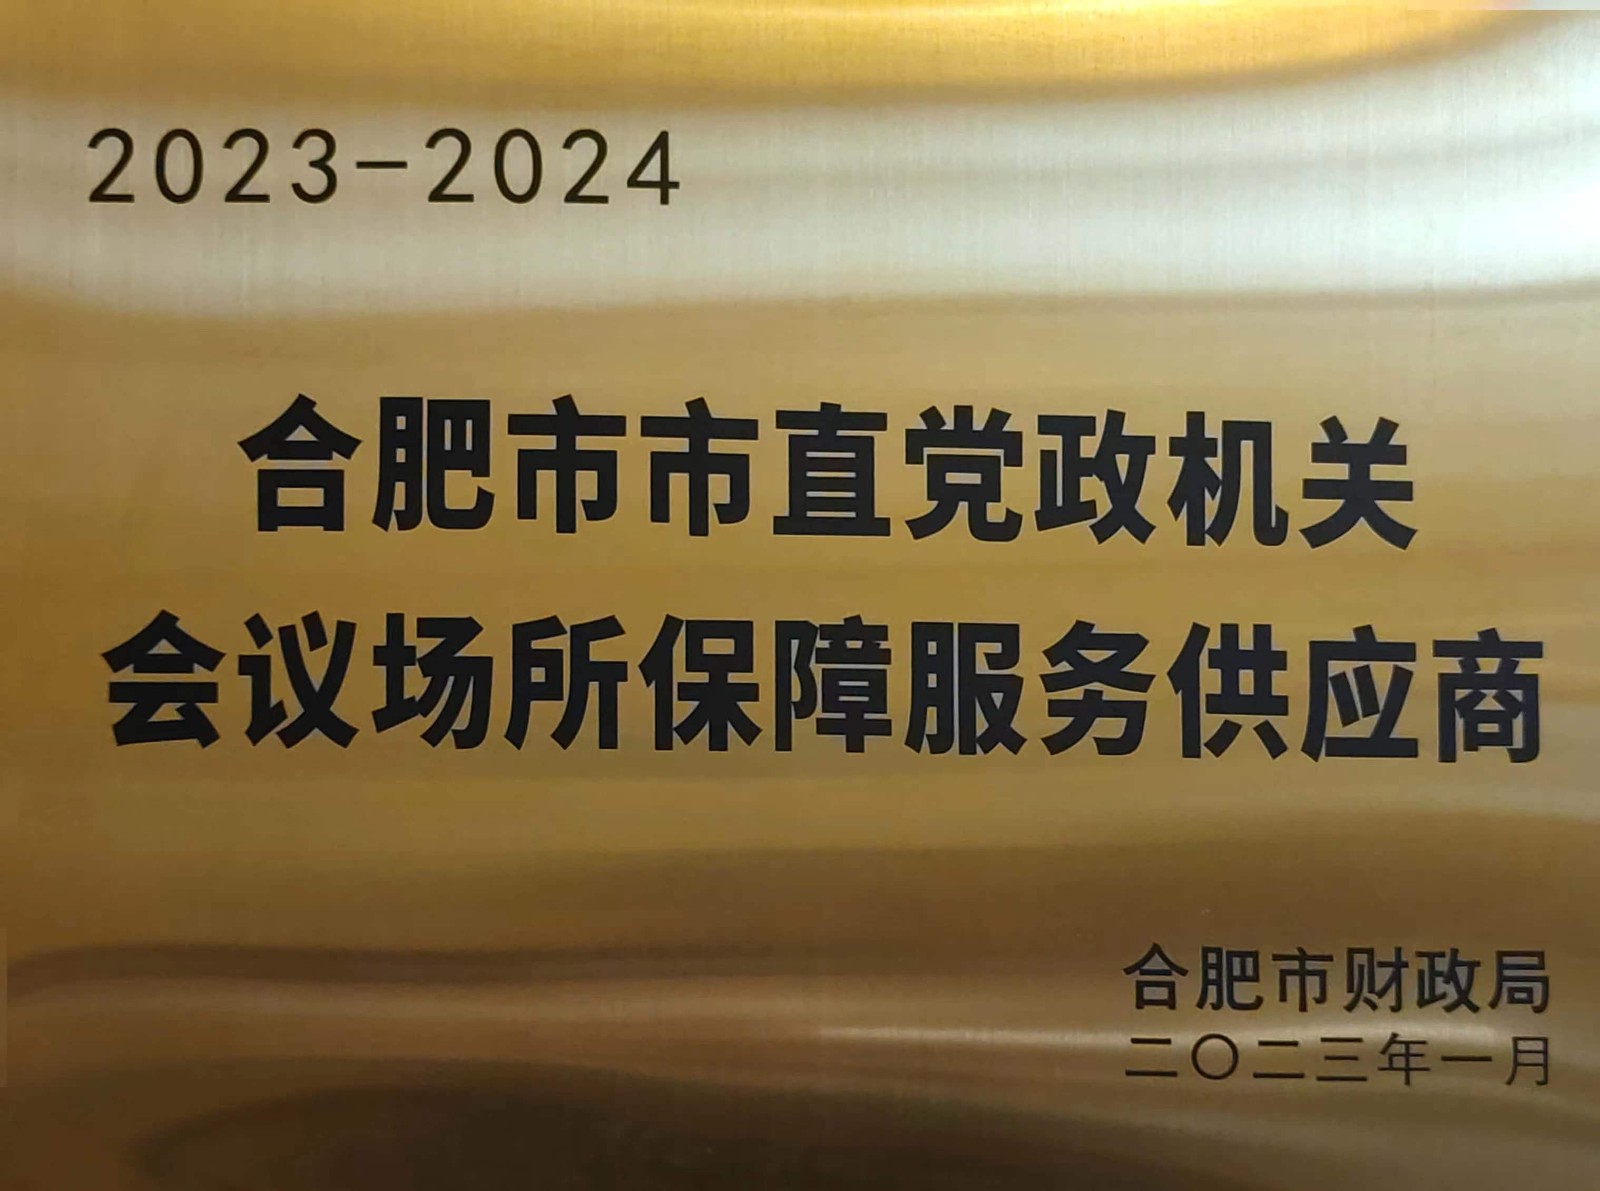 2023-2024
合肥市市直党政机关
会议场所保障服务供应商
合肥市财政局
二〇二三年一月